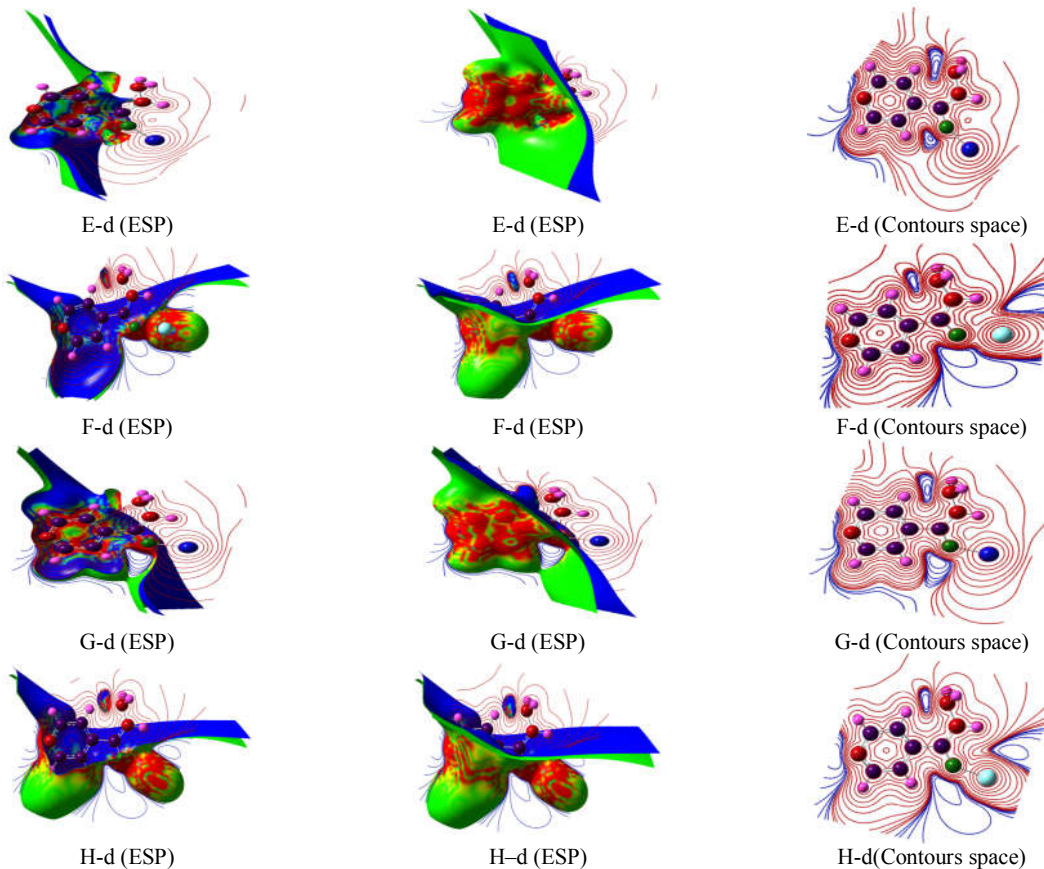 E-d (ESP)
E-d (ESP)
E-d (Contours space)
F-d (ESP)
F-d (ESP)
F-d (Contours space)
G-d (ESP)
G-d (ESP)
G-d (Contours space)
H-d (ESP)
H–d (ESP)
H-d(Contours space)